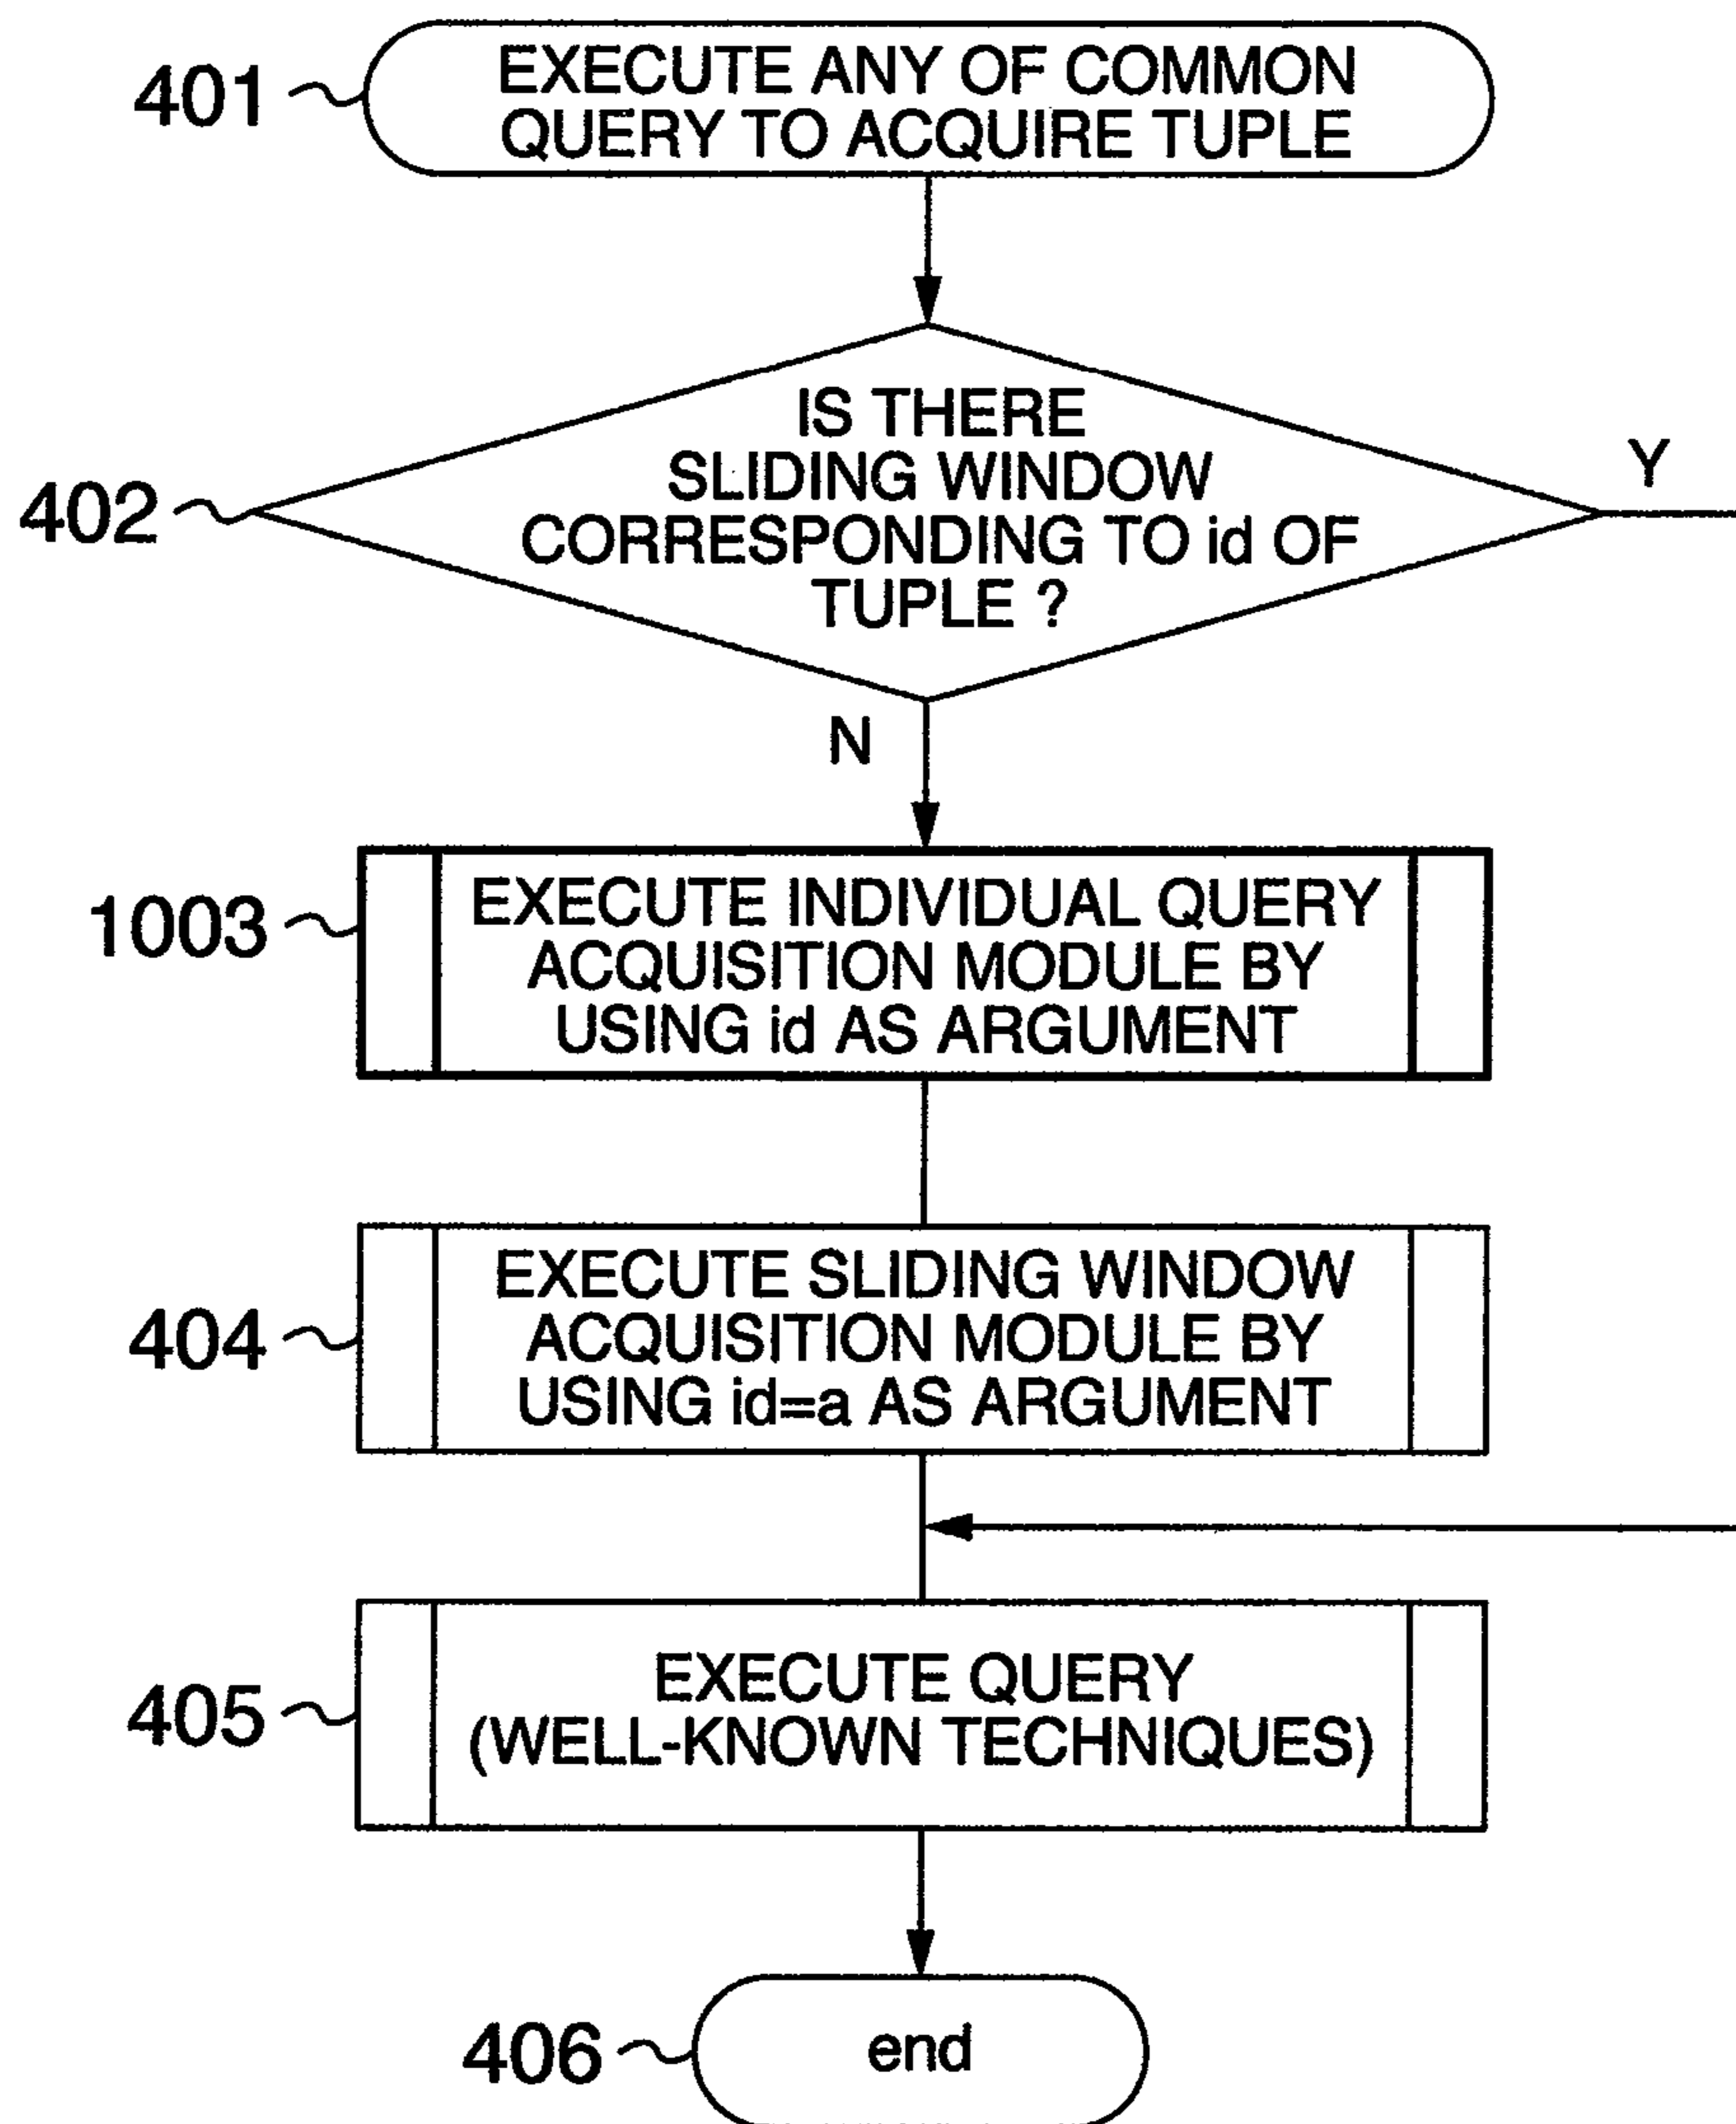 401
EXECUTE ANY OF COMMON
QUERY TO ACQUIRE TUPLE
402
IS THERE
SLIDING WINDOW
CORRESPONDING TO id OF
TUPLE ?
Y
N
1003
EXECUTE INDIVIDUAL QUERY
ACQUISITION MODULE BY
USING id AS ARGUMENT
404
EXECUTE SLIDING WINDOW
ACQUISITION MODULE BY
USING id=a AS ARGUMENT
405
EXECUTE QUERY
(WELL-KNOWN TECHNIQUES)
406
end